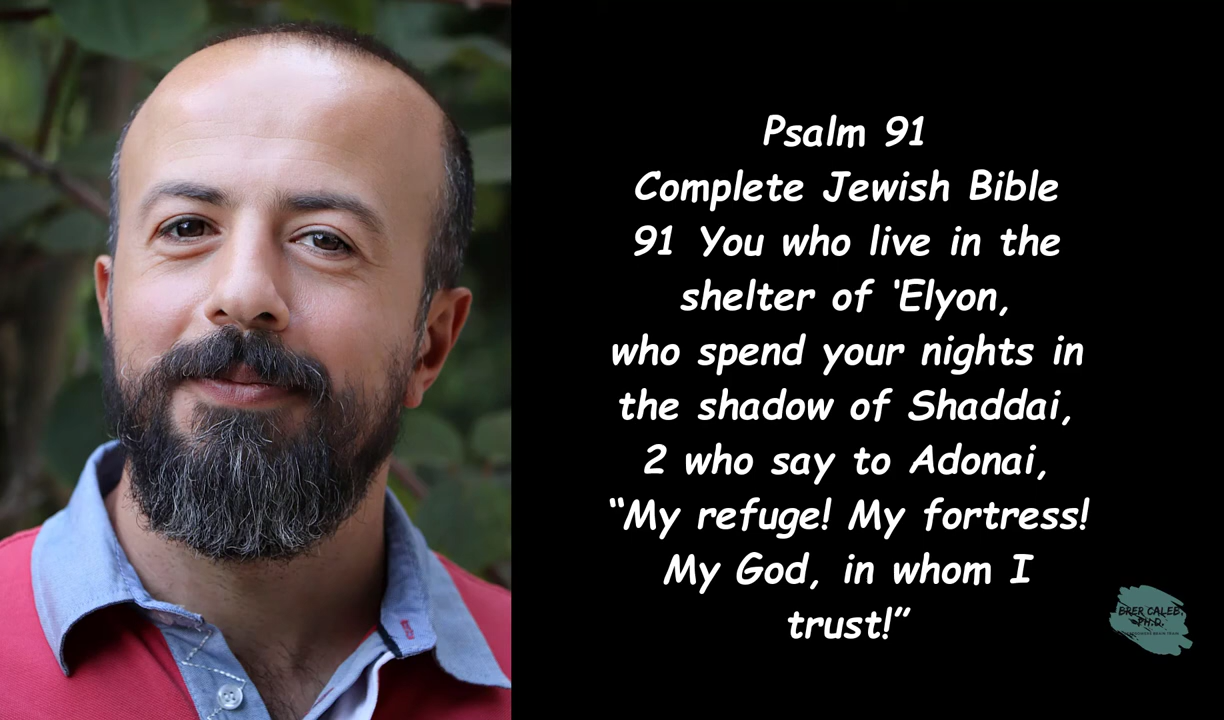 Psalm 91
Complete Jewish Bible
91 You who live in the
shelter of ‘Elyon,
who spend your nights in
the shadow of Shaddai,
2 who say to Adonai,
“My refuge! My fortress!
My God, in whom I
trust!”
BRER CALEB,
PH.D.